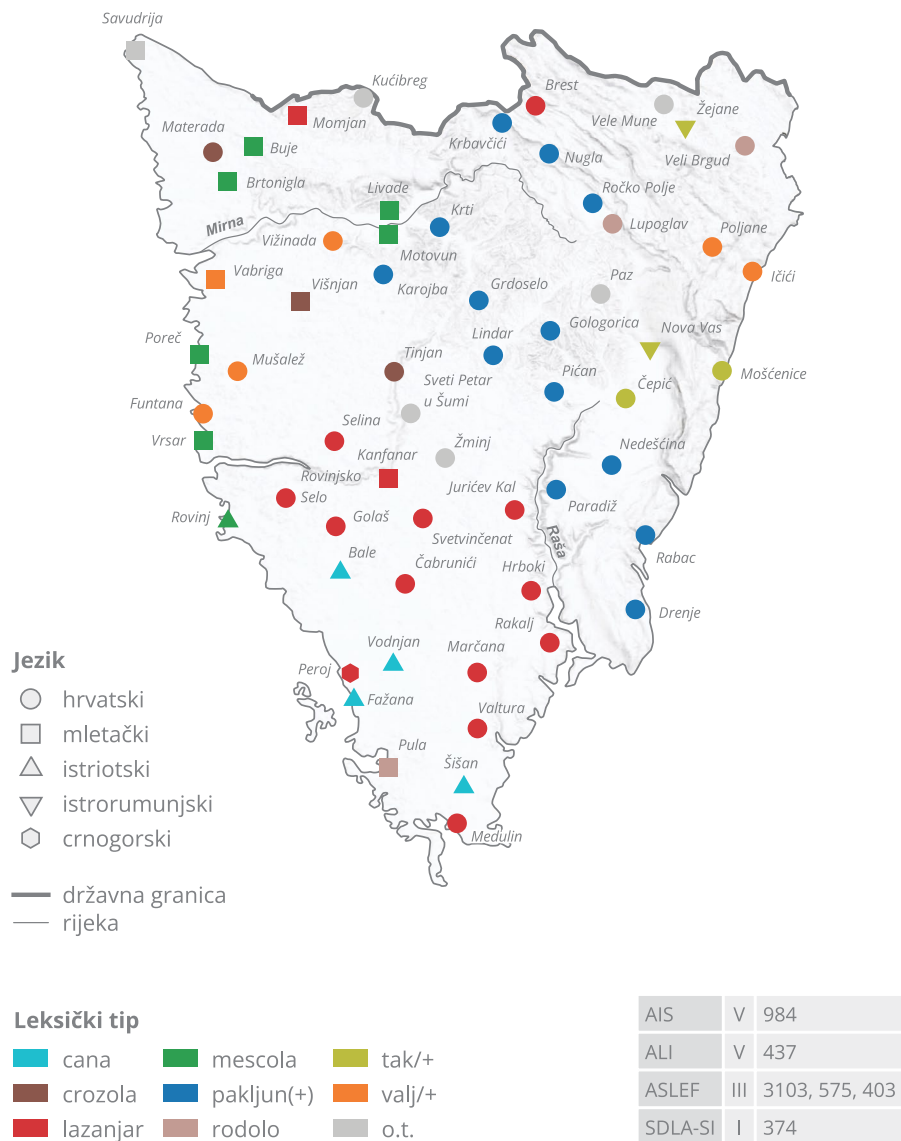 Savudrija
Kućibreg
Brest
Materada
Momjan
Vele Mune
Žejane
Buje
Krbavčići
Nugla
Veli Brgud
Brtonigla
Livade
Ročko Polje
Mirna
Krti
Lupoglav
Poljane
Vižinada
Motovun
Vabriga
Višnjan
Karojba
Grdoselo
Paz
Ičići
Poreč
Lindar
Gologorica
Nova Vas
Mušalež
Tinjan
Pićan
Čepić
Mošćenice
Sveti Petar
u Šumi
Funtana
Selina
Vrsar
Kanfanar
Žminj
Nedešćina
Rovinjsko
Selo
Jurićev Kal
Paradiž
Rovinj
Golaš
Svetvinčenat
Raša
Rabac
Bale
Čabrunići
Hrboki
Drenje
Rakalj
Vodnjan
Marčana
Peroj
Fažana
Valtura
Pula
Šišan
Medulin
Jezik
hrvatski
mletački
istriotski
istrorumunjski
crnogorski
državna granica
rijeka
Leksički tip
cana mescola tak/+
crozola pakljun(+) valj/+
lazanjar rodolo o.t.
AIS V 984
ALI V 437
ASLEF III 3103, 575, 403
SDLA-SI I 374